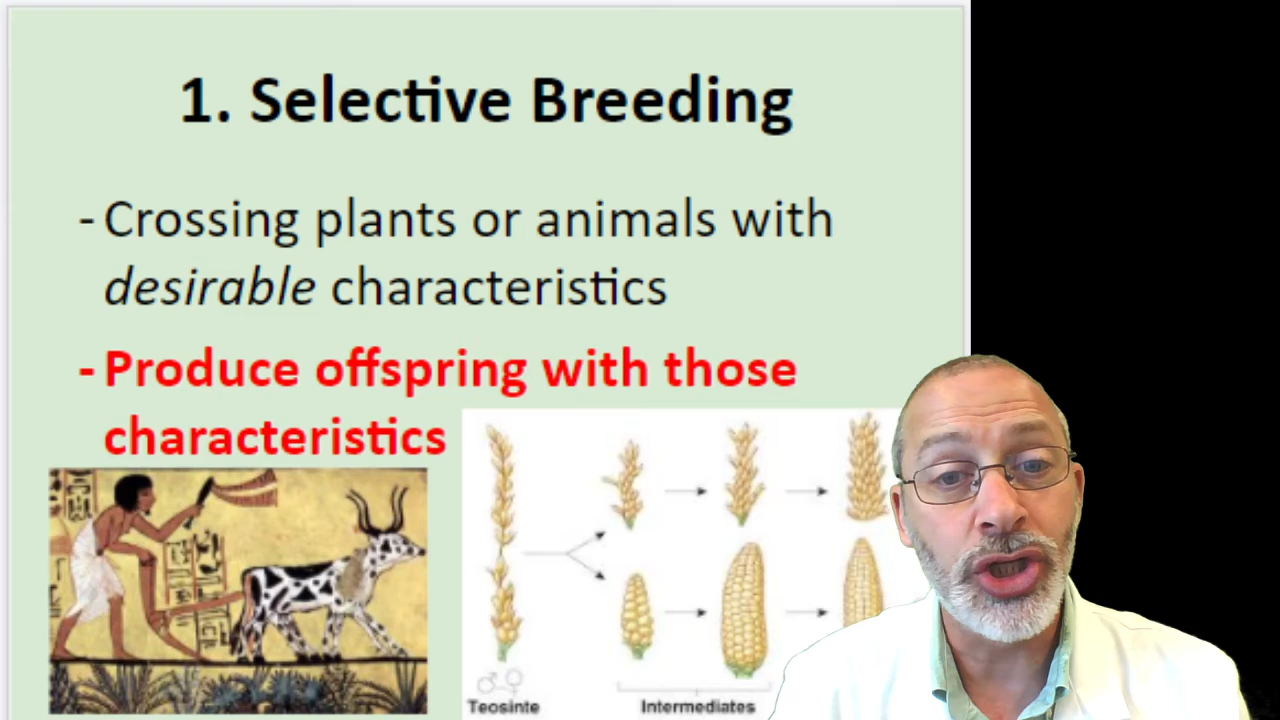 1. Selective Breeding
- Crossing plants or animals with
desirable characteristics
- Produce offspring with those
characteristics
Teosinte
Intermediates